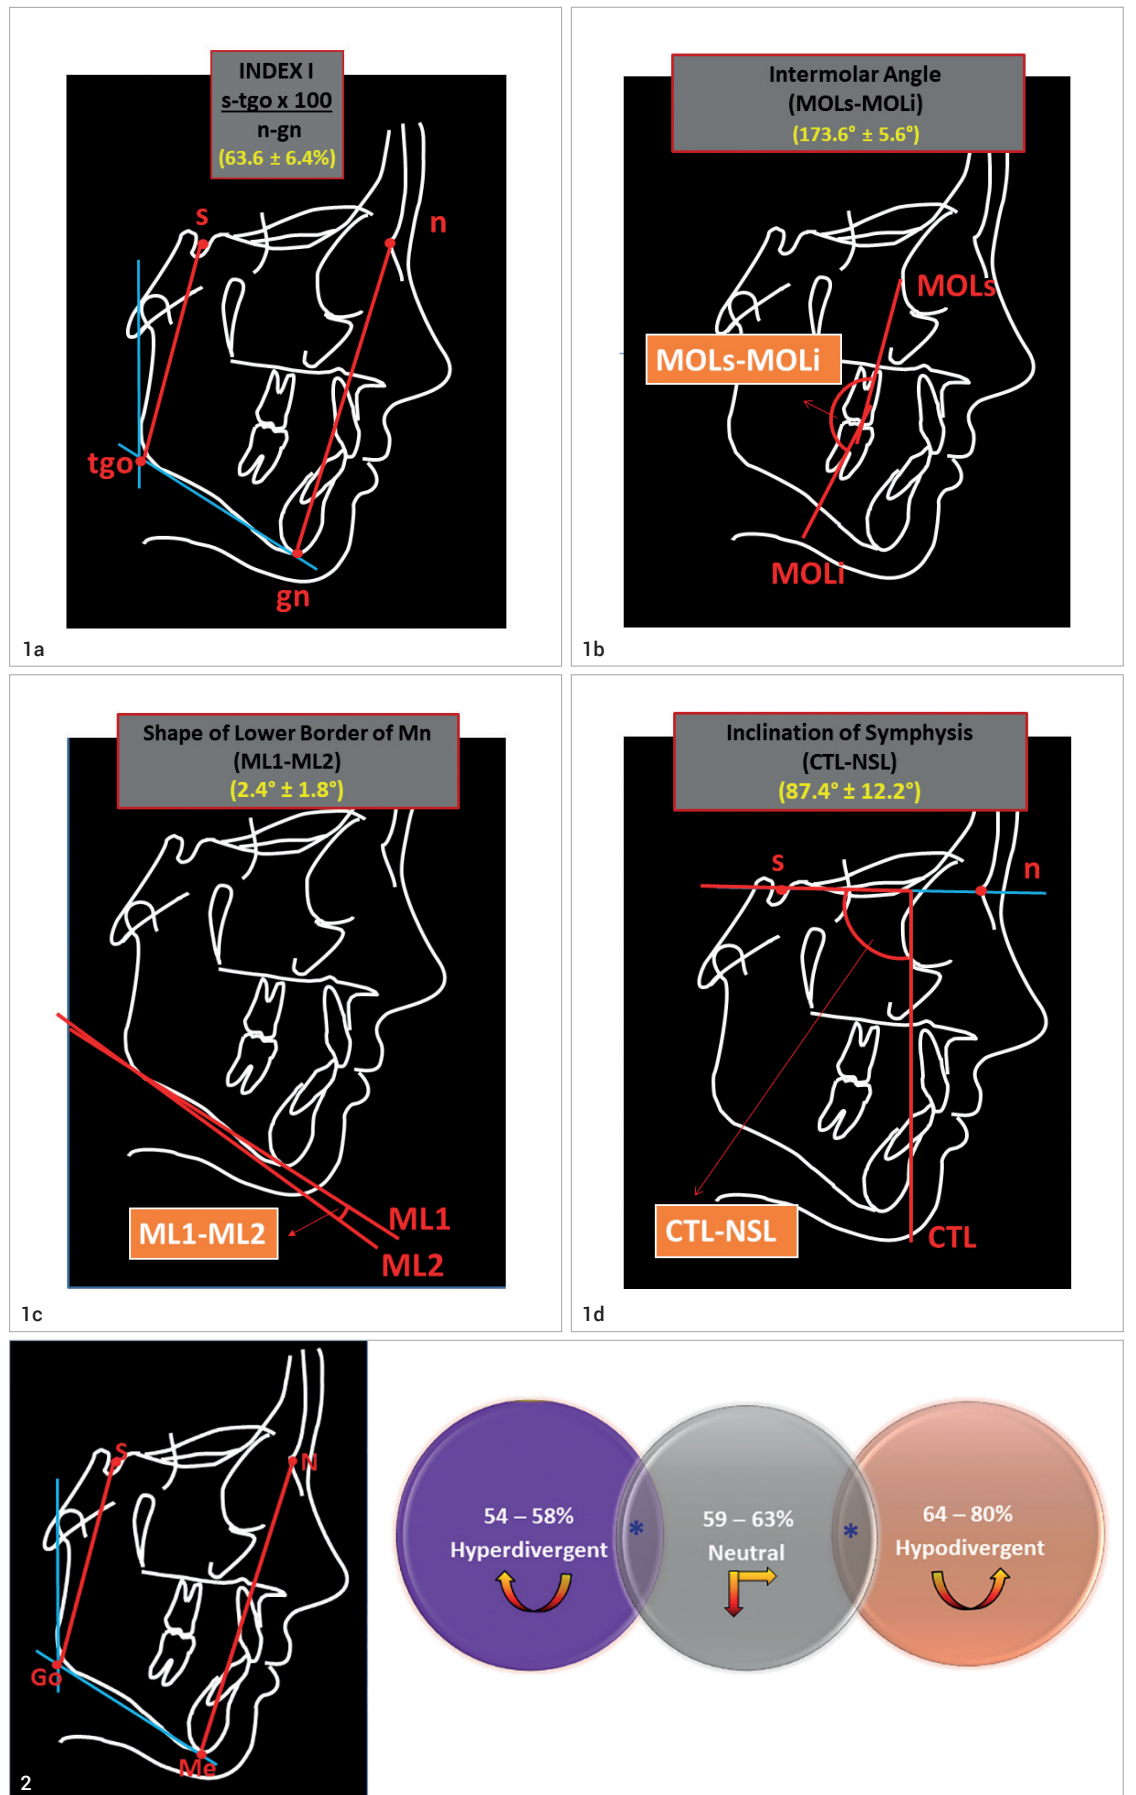 INDEX I
s-tgo x 100
n-gn
(63.6 ± 6.4%)
s
n
tgo
gn
1a
Intermolar Angle
(MOLs-MOLi)
(173.6° ± 5.6°)
MOLs
MOLs-MOLi
MOLi
1b
Shape of Lower Border of Mn
(ML1-ML2)
(2.4° ± 1.8°)
ML1-ML2
ML1
ML2
1c
Inclination of Symphysis
(CTL-NSL)
(87.4° ± 12.2°)
s
n
CTL-NSL
CTL
1d
s
N
Go
Me
2
54 – 58%
Hyperdivergent
*
59 – 63%
Neutral
*
64 – 80%
Hypodivergent